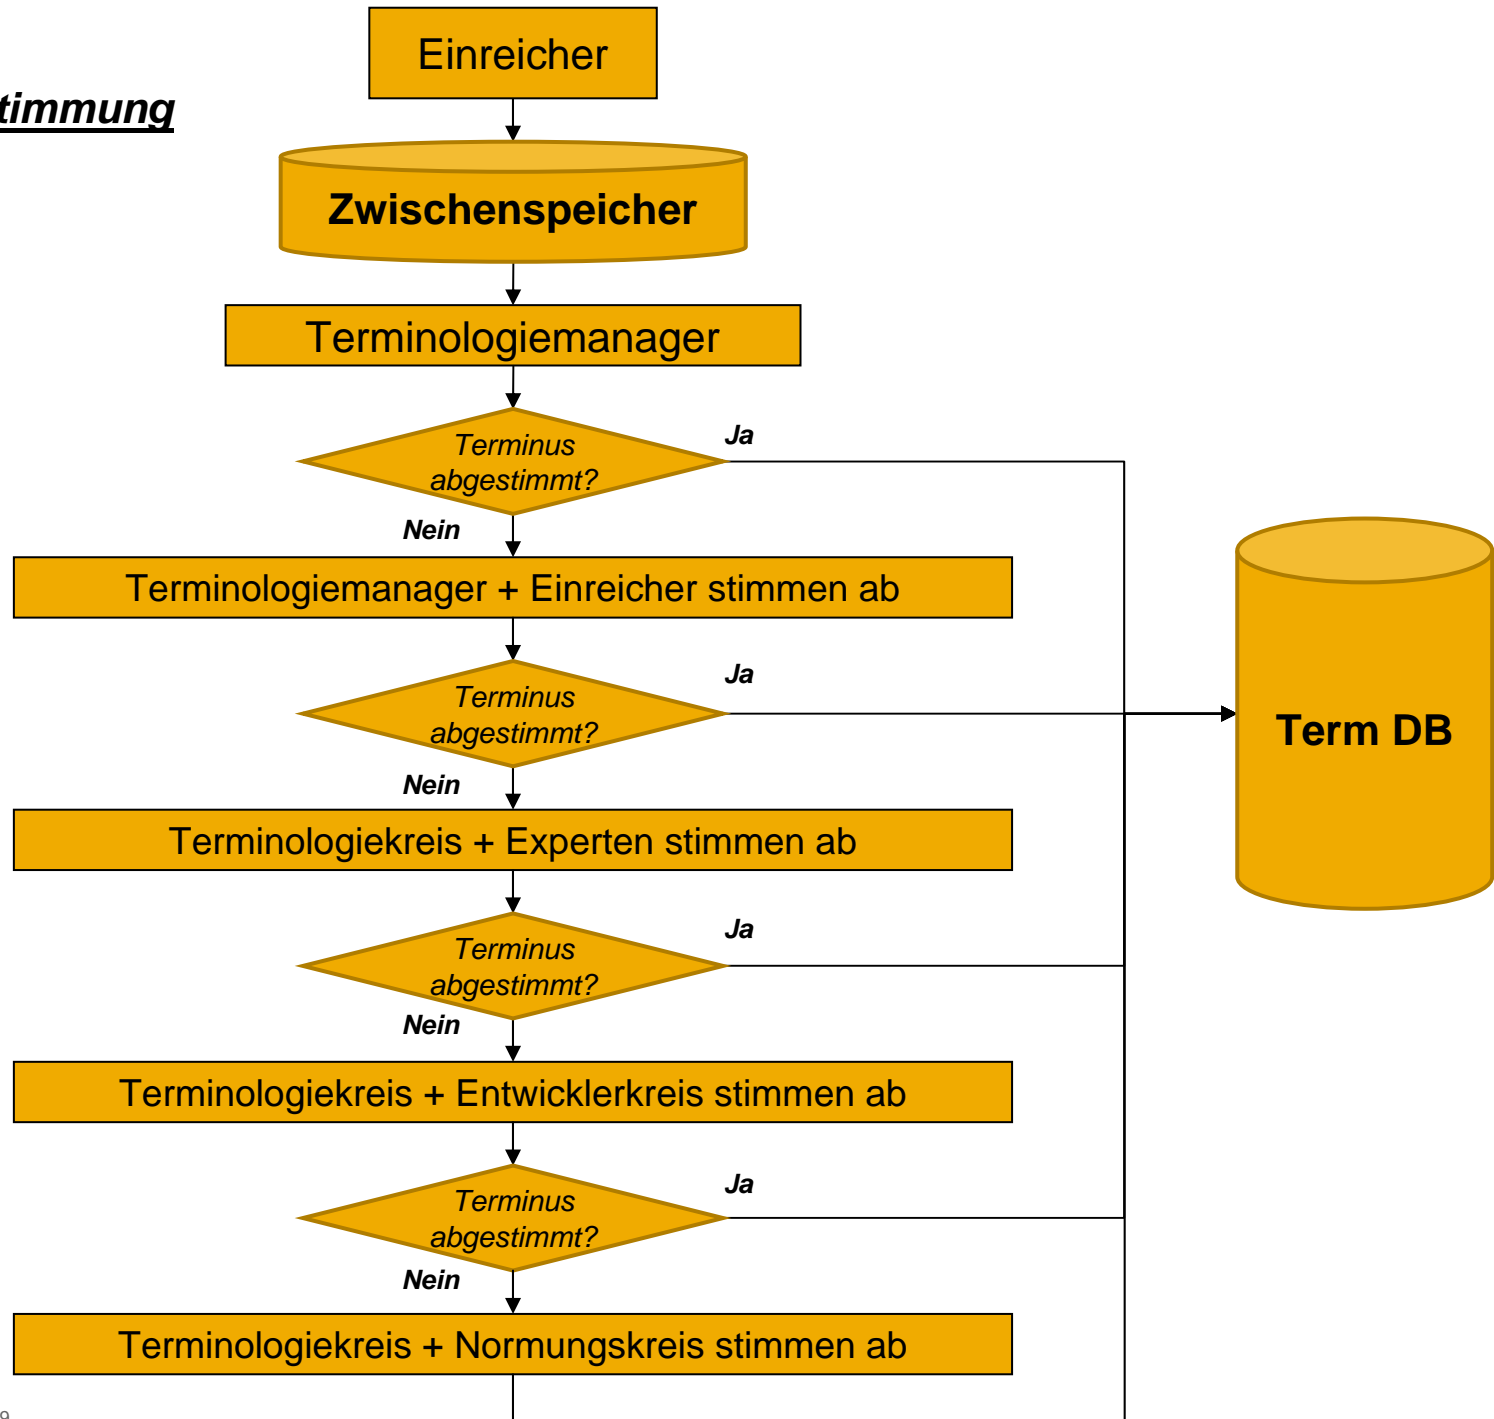 Einreicher
timmung
Zwischenspeicher
Terminologiemanager
Terminus
abgestimmt?
Ja
Nein
Terminologiemanager + Einreicher stimmen ab
Terminus
abgestimmt?
Ja
Term DB
Nein
Terminologiekreis + Experten stimmen ab
Terminus
abgestimmt?
Ja
Nein
Terminologiekreis + Entwicklerkreis stimmen ab
Terminus
abgestimmt?
Ja
Nein
Terminologiekreis + Normungskreis stimmen ab
9